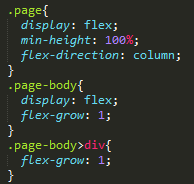 .page{
  display: flex;
  min-height: 100%;
  flex-direction: column;
}
.page-body{
  display: flex;
  flex-grow: 1;
}
.page-body>div{
  flex-grow: 1;
}